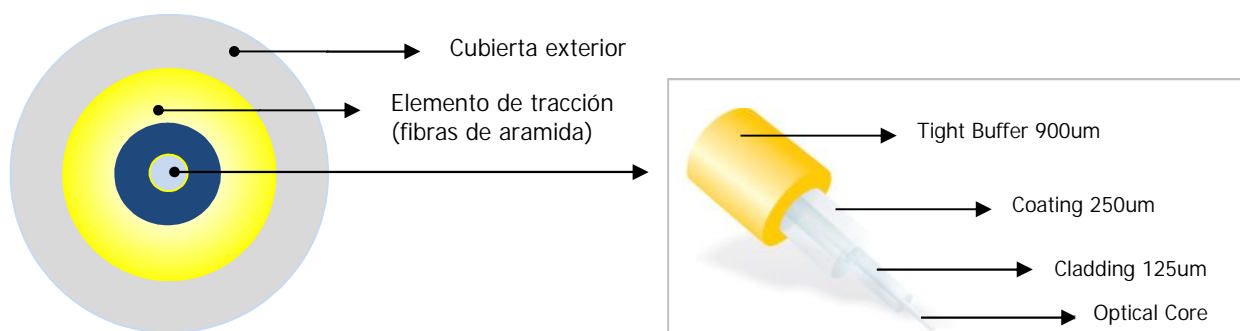 Cubierta exterior
Elemento de tracción
(fibras de aramida)
Tight Buffer 900um
Coating 250um
Cladding 125um
Optical Core